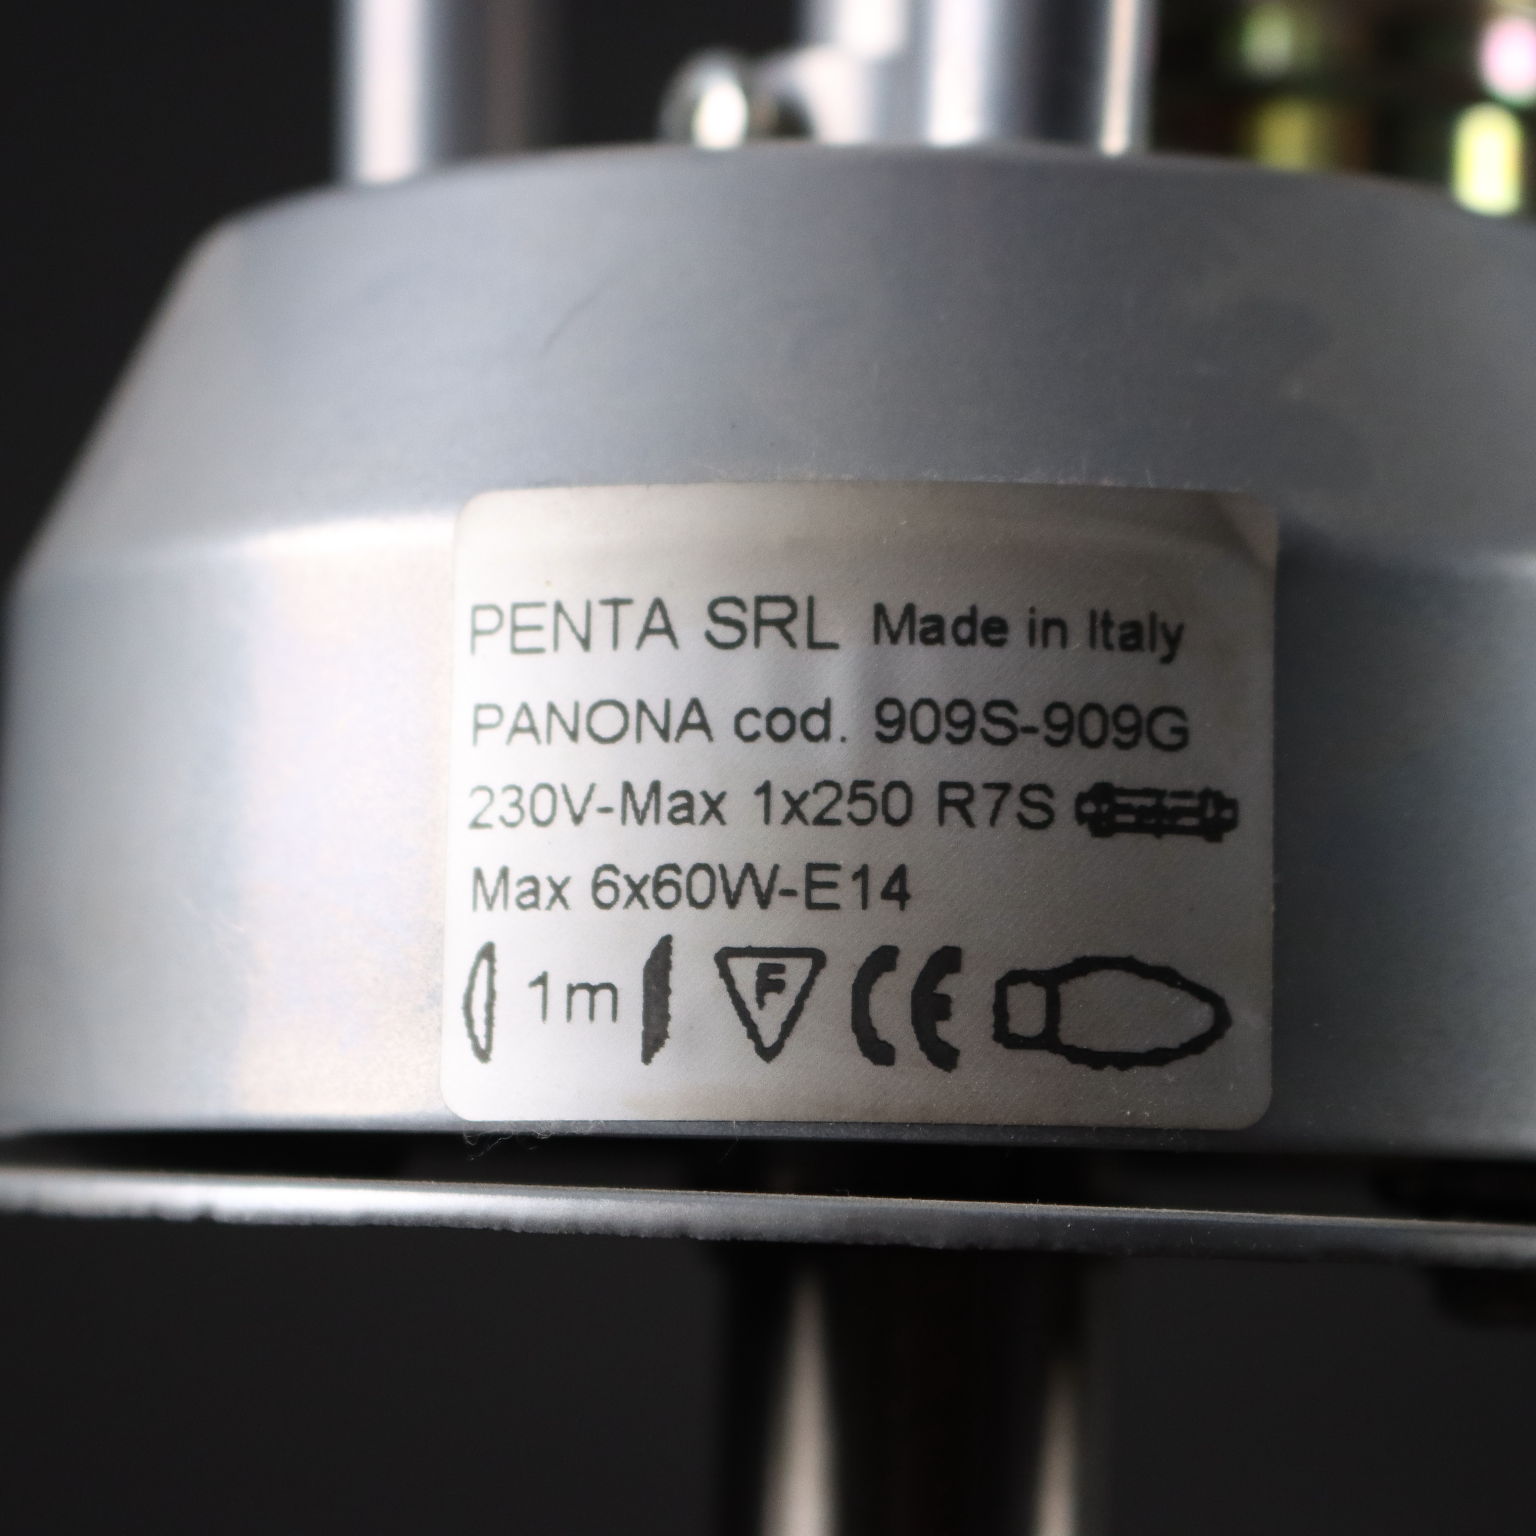 PENTA SRL Made in Italy
PANONA cod. 909S-909G
230V-Max 1x250 R7S
Max 6x60W-E14
1m F CE